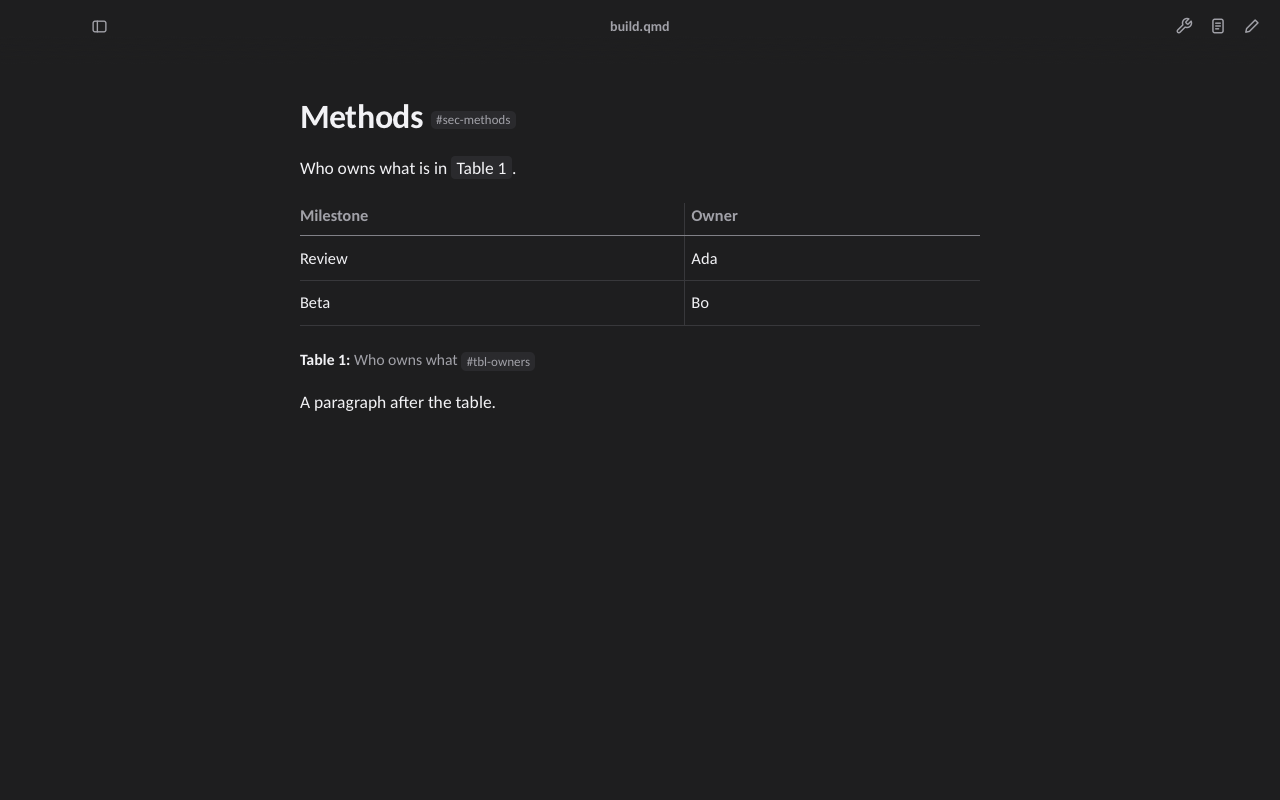 build.qmd
Methods #sec-methods
Who owns what is in Table 1 .
Milestone Owner
Review Ada
Beta Bo
Table 1: Who owns what #tbl-owners
A paragraph after the table.